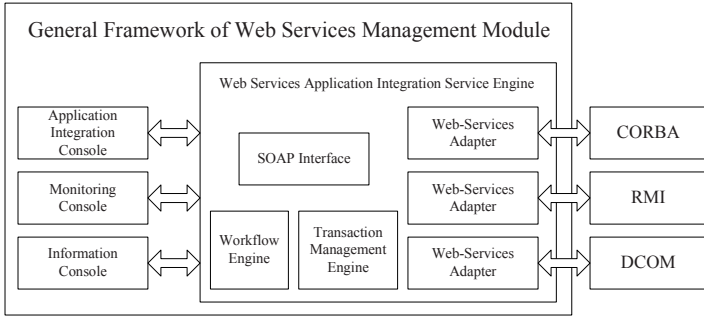 General Framework of Web Services Management Module
Web Services Application Integration Service Engine
Application
Integration
Console
Monitoring
Console
Information
Console
SOAP Interface
Workflow
Engine
Transaction
Management
Engine
Web-Services
Adapter
Web-Services
Adapter
Web-Services
Adapter
CORBA
RMI
DCOM